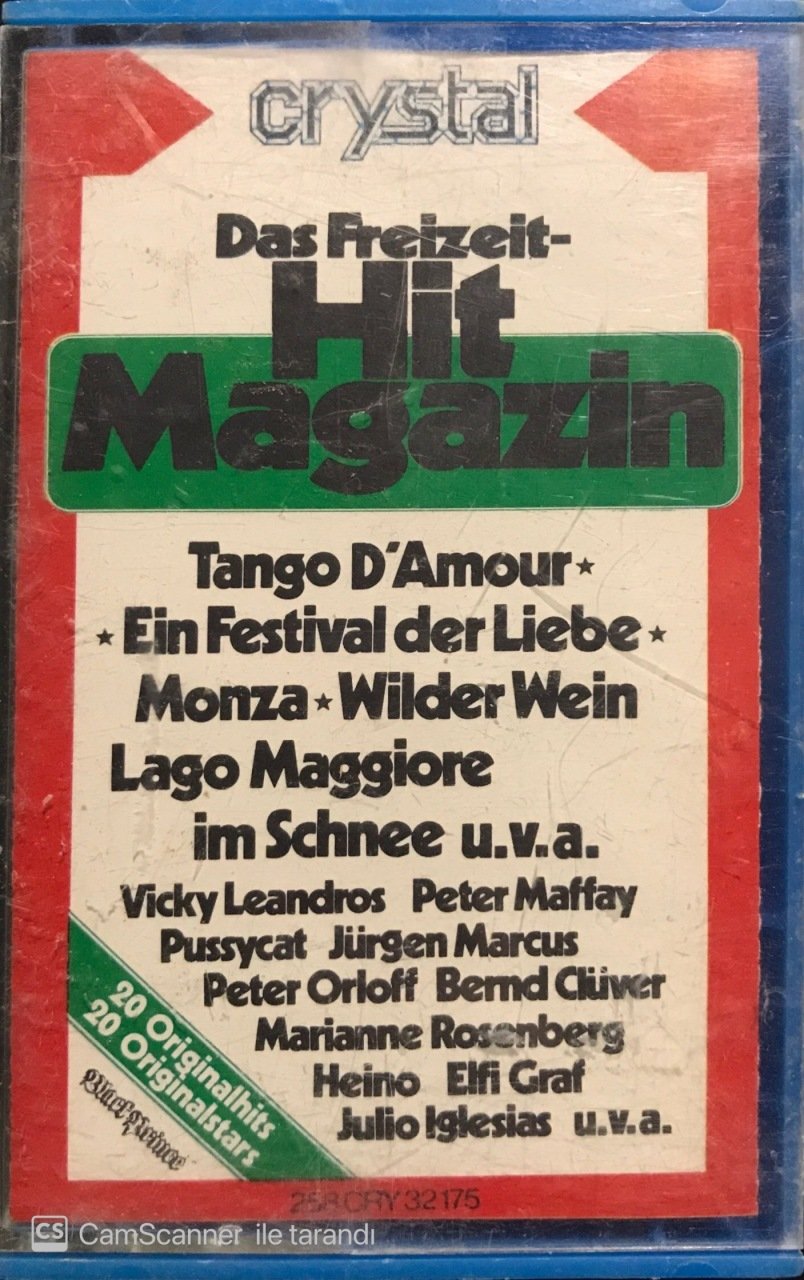 crystal
Das Freizeit-
Hit
Magazin
Tango D'Amour ★
★ Ein Festival der Liebe ★
Monza ★ Wilder Wein
Lago Maggiore
im Schnee u.v.a.
Vicky Leandros Peter Maffay
Pussycat Jürgen Marcus
Peter Orloff Bernd Clüver
Marianne Rosenberg
Heino Elfi Graf
Julio Iglesias u.v.a.
20 Originalhits
20 Originalstars
258 CRY 32175
CS CamScanner ile tarandı